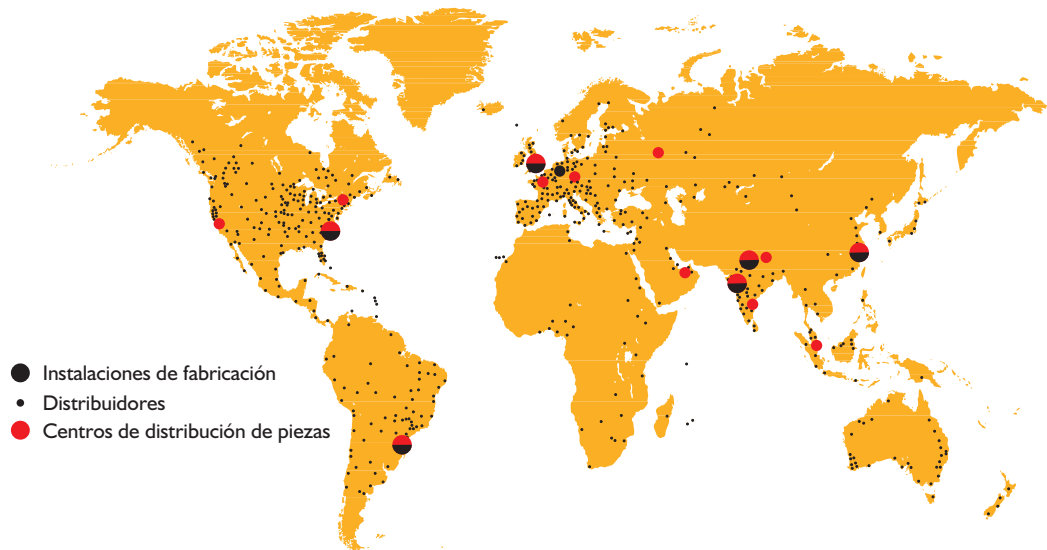 Instalaciones de fabricación
Distribuidores
Centros de distribución de piezas